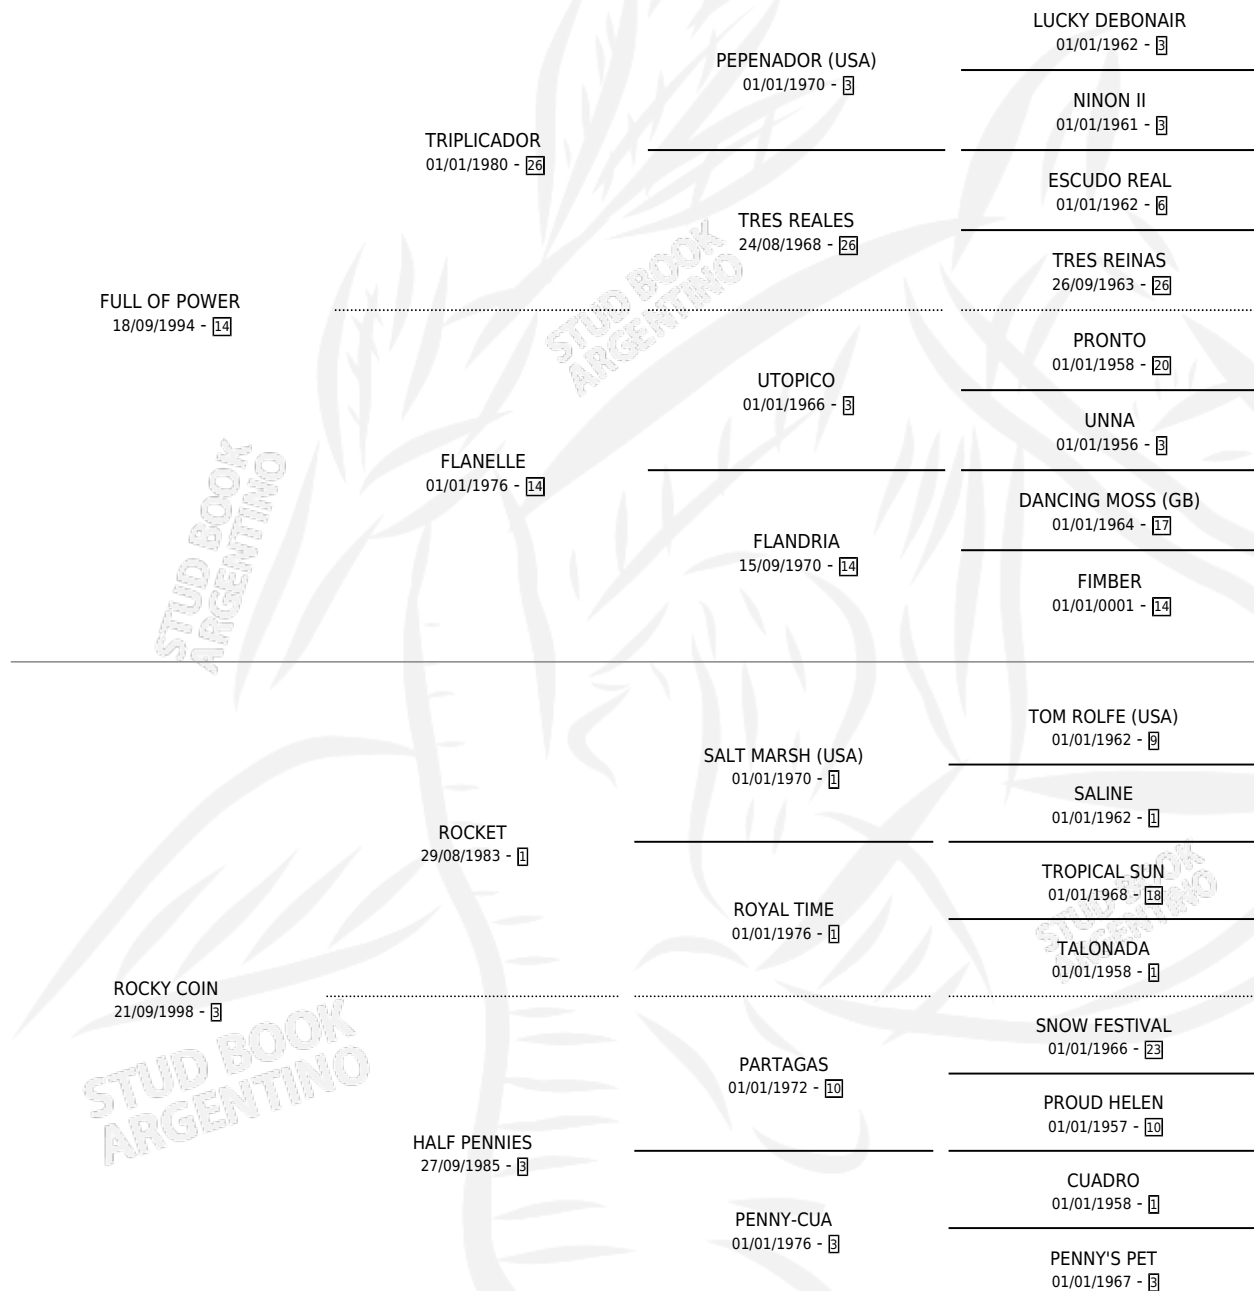 LUCKY DEBONAIR
01/01/1962 - 3
PEPENADOR (USA)
01/01/1970 - 3
NINON II
01/01/1961 - 3
TRIPLICADOR
01/01/1980 - 26
ESCUDO REAL
01/01/1962 - 6
TRES REALES
24/08/1968 - 26
TRES REINAS
26/09/1963 - 26
FULL OF POWER
18/09/1994 - 14
PRONTO
01/01/1958 - 20
UTOPICO
01/01/1966 - 3
UNNA
01/01/1956 - 3
FLANELLE
01/01/1976 - 14
DANCING MOSS (GB)
01/01/1964 - 17
FLANDRIA
15/09/1970 - 14
FIMBER
01/01/0001 - 14
TOM ROLFE (USA)
01/01/1962 - 9
SALT MARSH (USA)
01/01/1970 - 1
SALINE
01/01/1962 - 1
ROCKET
29/08/1983 - 1
TROPICAL SUN
01/01/1968 - 18
ROYAL TIME
01/01/1976 - 1
TALONADA
01/01/1958 - 1
ROCKY COIN
21/09/1998 - 3
SNOW FESTIVAL
01/01/1966 - 23
PARTAGAS
01/01/1972 - 10
PROUD HELEN
01/01/1957 - 10
HALF PENNIES
27/09/1985 - 3
CUADRO
01/01/1958 - 1
PENNY-CUA
01/01/1976 - 3
PENNY'S PET
01/01/1967 - 3
STUD BOOK
ARGENTINO
STUD BOOK
ARGENTINO
STUD BOOK
ARGENTINO
STUD BOOK
ARGENTINO